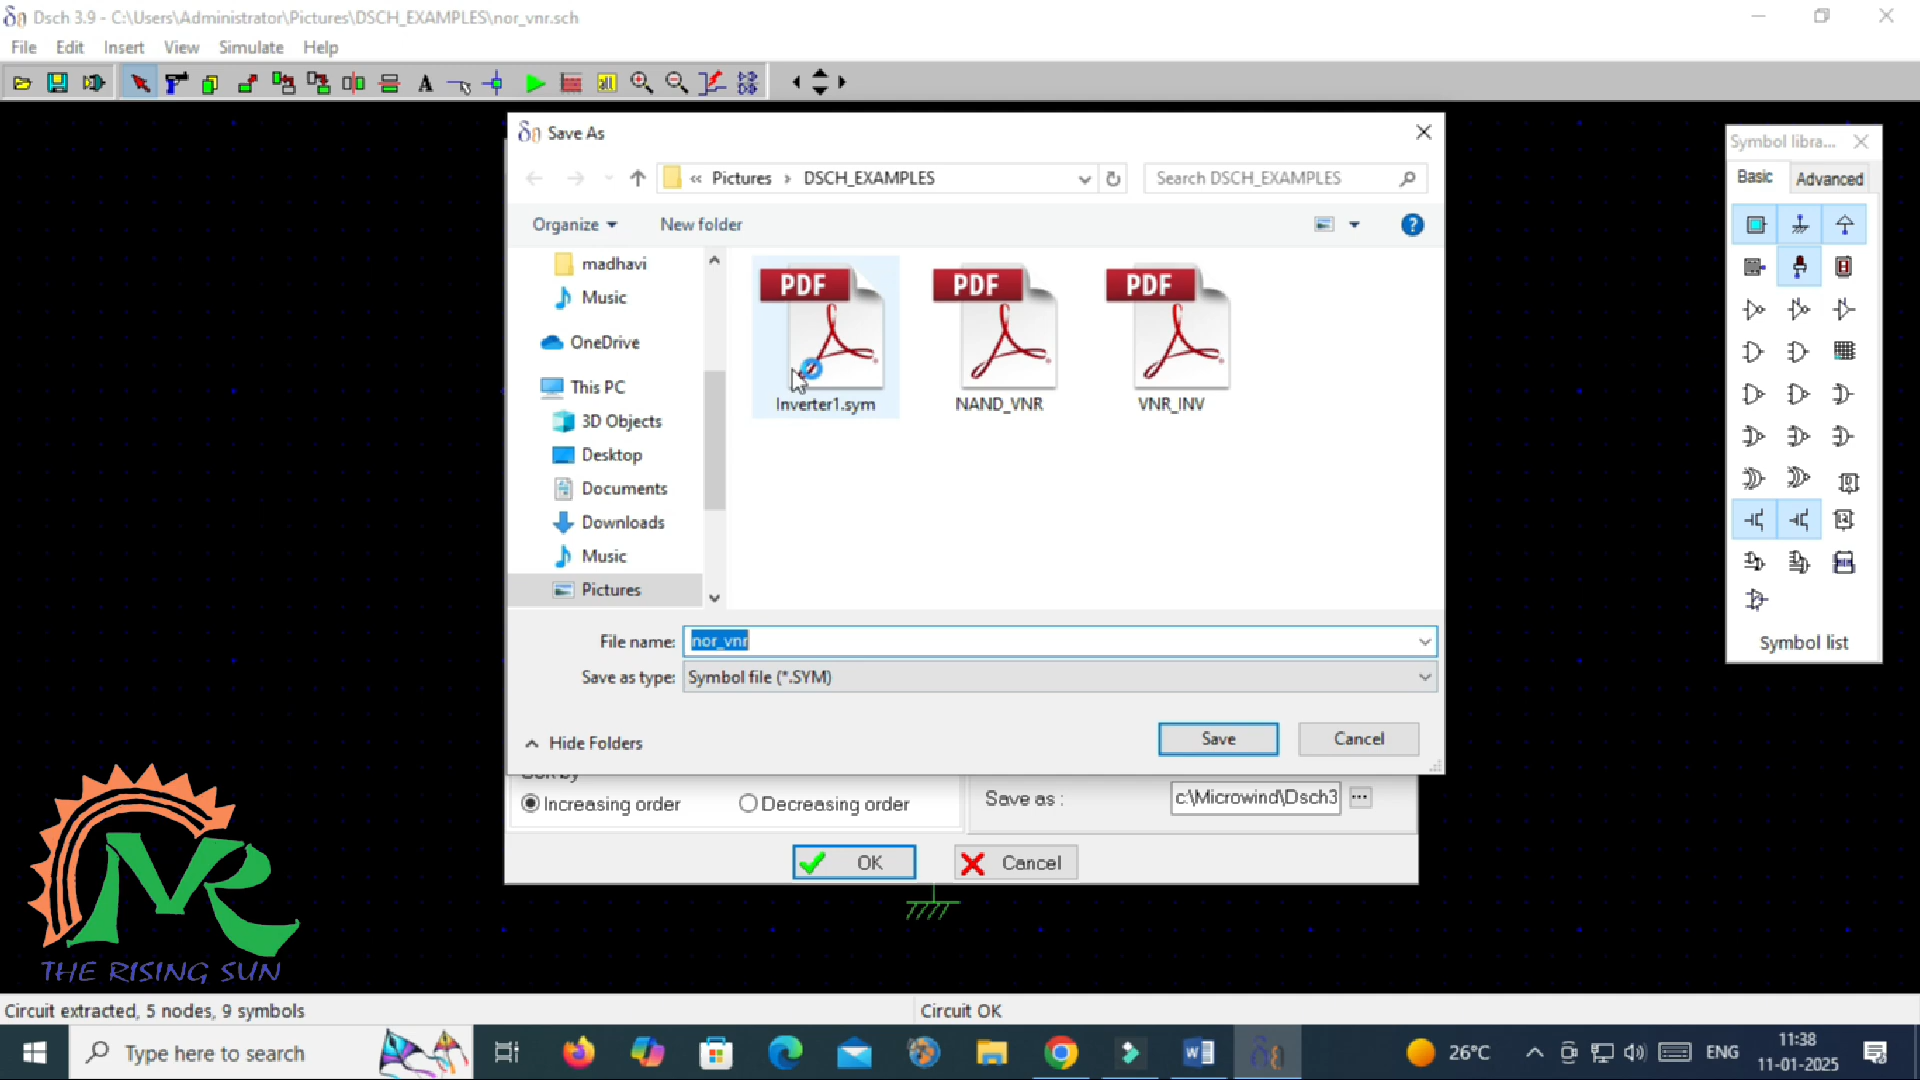 Dsch 3.9 - C:\Users\Administrator\Pictures\DSCH_EXAMPLES\nor_vnr.sch
File Edit Insert View Simulate Help
Save As
« Pictures › DSCH_EXAMPLES
Search DSCH_EXAMPLES
Organize
New folder
madhavi
Music
OneDrive
This PC
3D Objects
Desktop
Documents
Downloads
Music
Pictures
PDF
PDF
PDF
Inverter1.sym
NAND_VNR
VNR_INV
File name: nor_vnr
Save as type: Symbol file (*.SYM)
Hide Folders
Save
Cancel
Increasing order
Decreasing order
Save as :
c:\Microwind\Dsch3
OK
Cancel
Symbol libra...
Basic
Advanced
Symbol list
THE RISING SUN
Circuit extracted, 5 nodes, 9 symbols
Circuit OK
Type here to search
26°C
ENG
11:38
11-01-2025